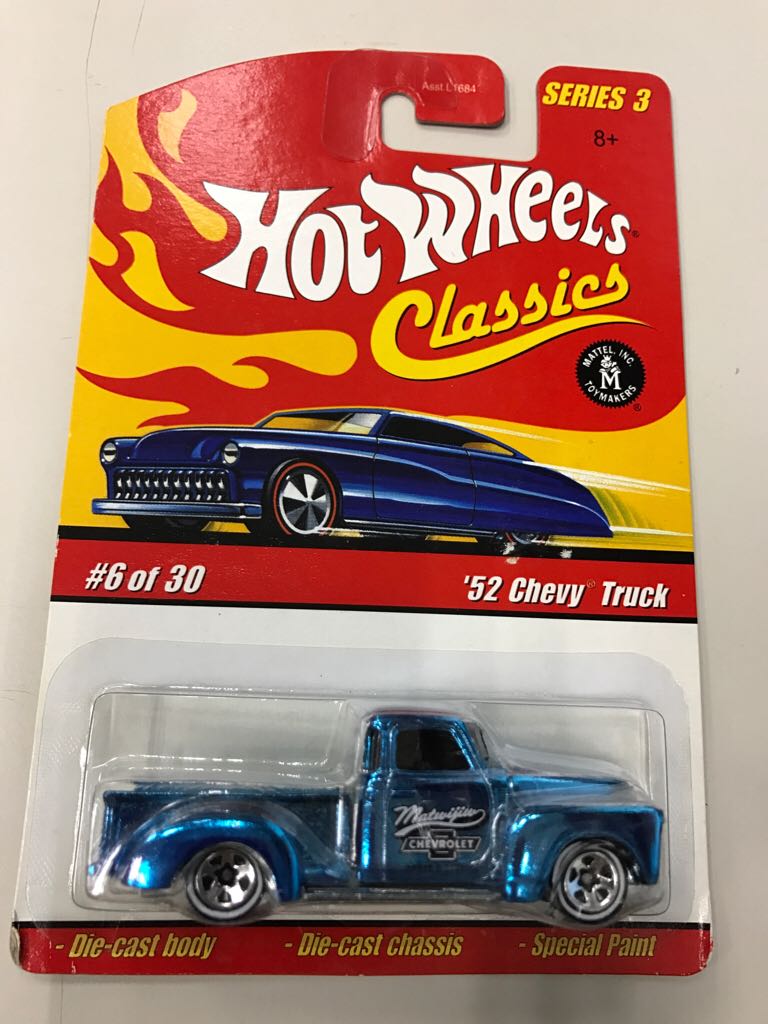 Asst L1684
SERIES 3
8+
HOT WHEELS®
Classics
MATTEL, INC.
M
TOYMAKERS
®
#6 of 30
'52 Chevy® Truck
CHEVROLET
- Die-cast body - Die-cast chassis - Special Paint